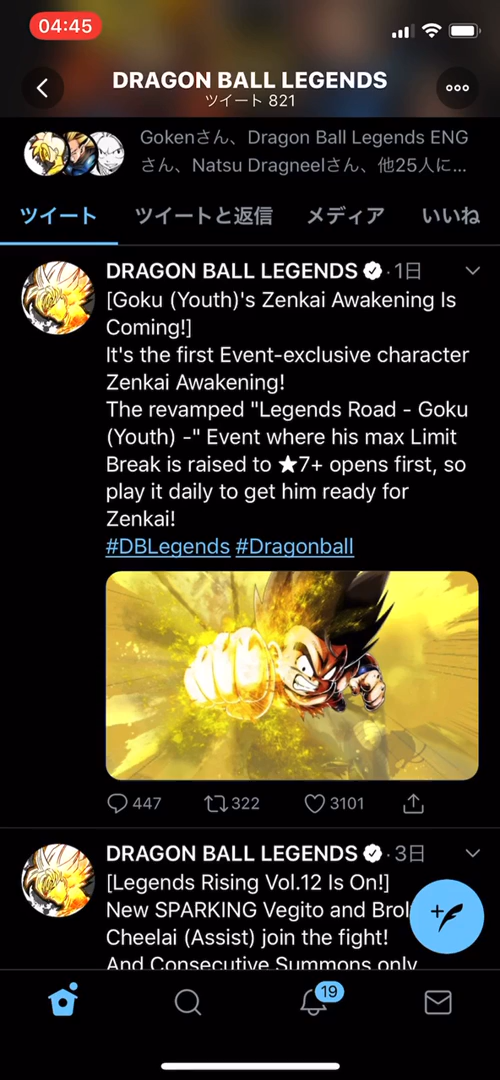 04:45
DRAGON BALL LEGENDS
ツイート 821
Gokenさん、Dragon Ball Legends ENG
さん、Natsu Dragneelさん、他25人に...
ツイート ツイートと返信 メディア いいね
DRAGON BALL LEGENDS · 1日
[Goku (Youth)'s Zenkai Awakening Is
Coming!]
It's the first Event-exclusive character
Zenkai Awakening!
The revamped "Legends Road - Goku
(Youth) -" Event where his max Limit
Break is raised to ★7+ opens first, so
play it daily to get him ready for
Zenkai!
#DBLegends #Dragonball
447 322 3101
DRAGON BALL LEGENDS · 3日
[Legends Rising Vol.12 Is On!]
New SPARKING Vegito and Brol
Cheelai (Assist) join the fight!
And Consecutive Summons only
19